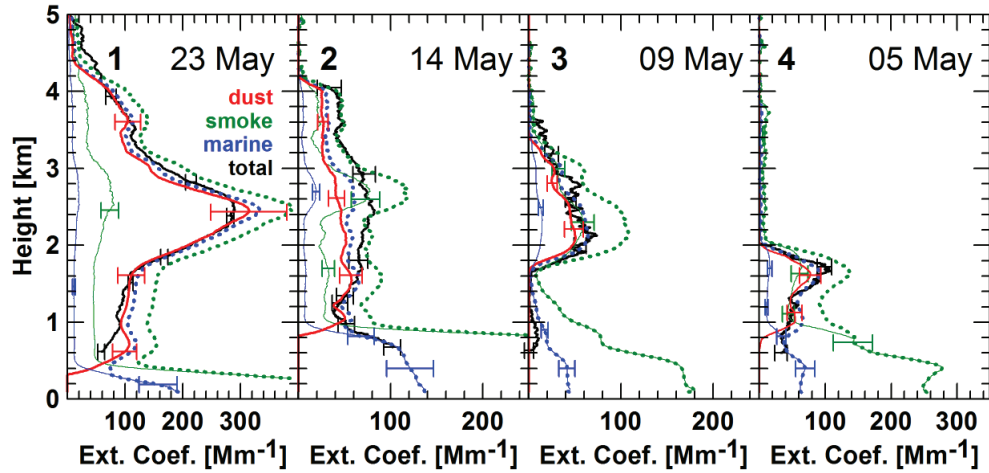 5
4
3
2
1
0
Height [km]
1 23 May
dust
smoke
marine
total
2 14 May
3 09 May
4 05 May
100 200 300
100 200 300
100 200
100 200 300
Ext. Coef. [Mm-1]
Ext. Coef. [Mm-1]
Ext. Coef. [Mm-1]
Ext. Coef. [Mm-1]